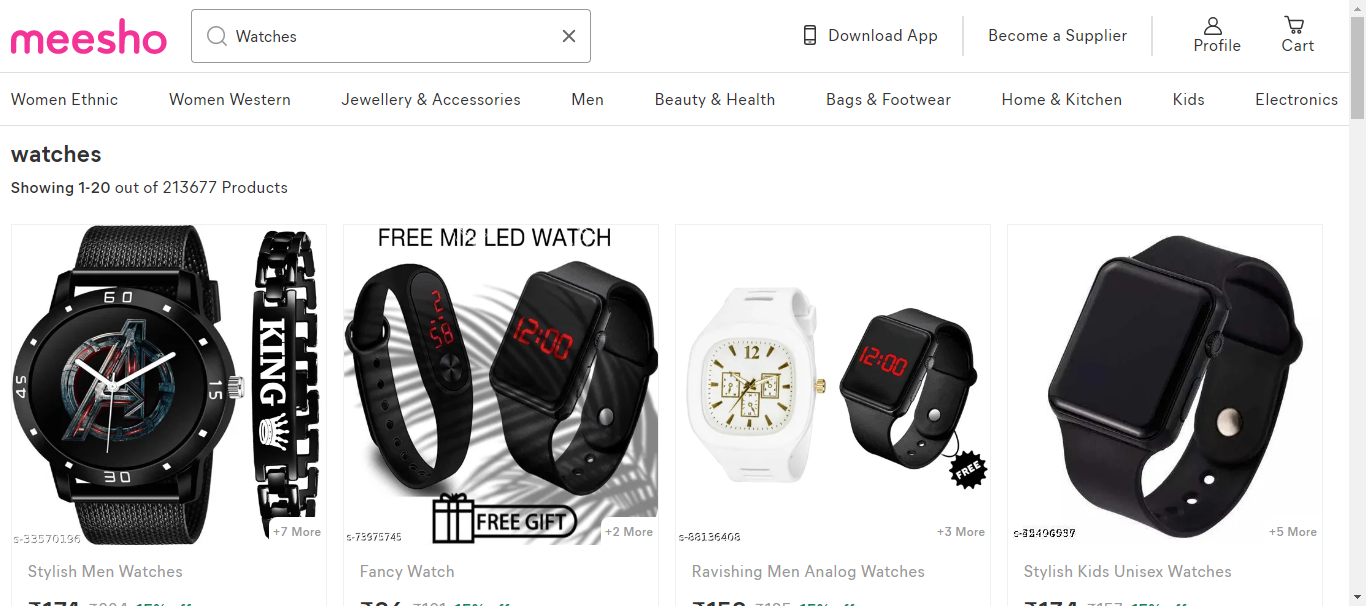 meesho
Watches
Download App
Become a Supplier
Profile
Cart
Women Ethnic
Women Western
Jewellery & Accessories
Men
Beauty & Health
Bags & Footwear
Home & Kitchen
Kids
Electronics
watches
Showing 1-20 out of 213677 Products
60
45
15
30
KING
s-33570196
+7 More
FREE MI2 LED WATCH
2:58
12:00
FREE GIFT
s-73975745
+2 More
12
12:00
FREE
s-88136408
+3 More
+5 More
Stylish Men Watches
Fancy Watch
Ravishing Men Analog Watches
Stylish Kids Unisex Watches